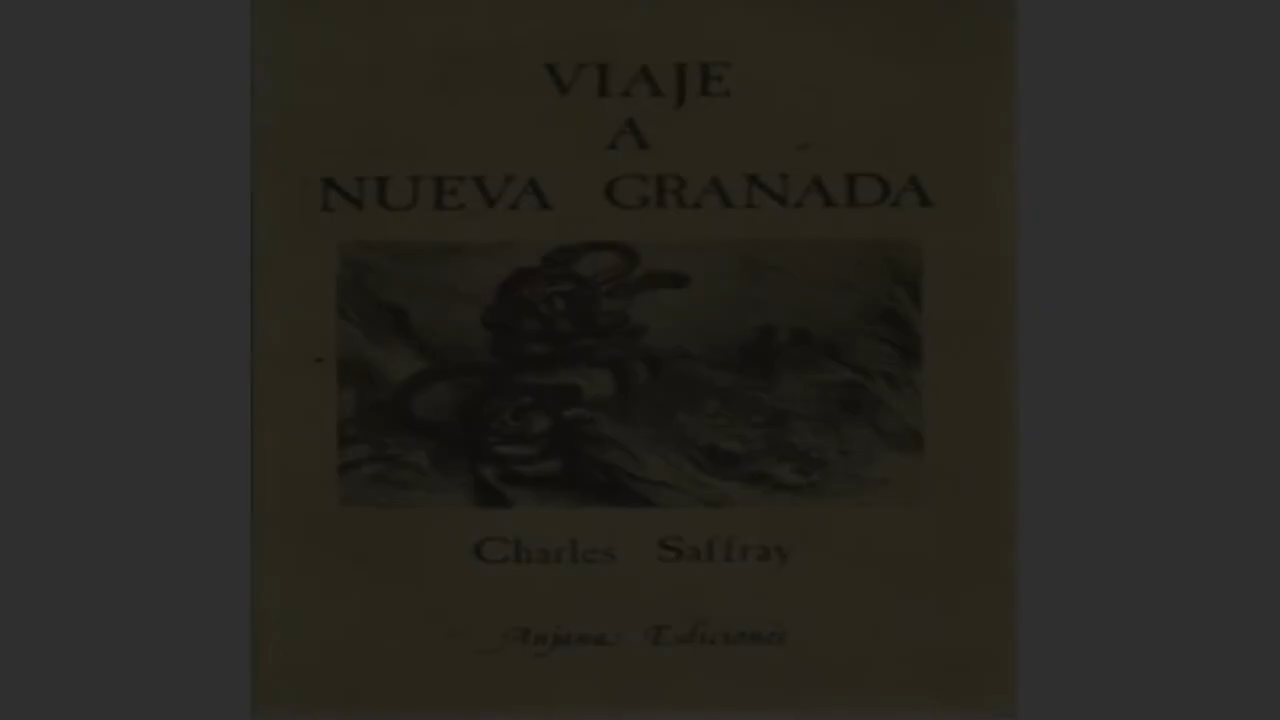 VIAJE
A
NUEVA GRANADA
Charles Saffray
Anjana Ediciones